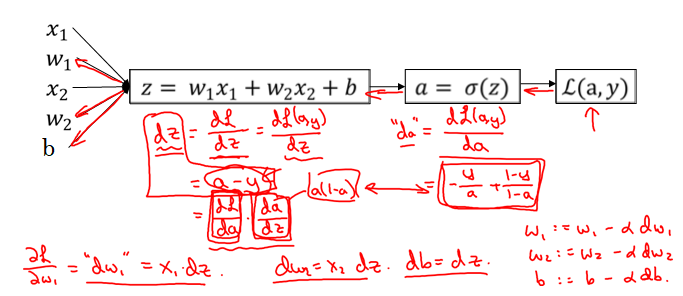 x₁
w₁
x₂
w₂
b
z = w₁x₁ + w₂x₂ + b
a = σ(z)
ℒ(a, y)
dz = dℒ/dz = dℒ(a,y)/dz
"da" = dℒ(a,y)/da
= a - y
= dℒ/da · da/dz
a(1-a)
= -y/a + (1-y)/(1-a)
∂ℒ/∂w₁ = "dw₁" = x₁·dz.
dw₂ = x₂ dz.
db = dz.
w₁ := w₁ - α dw₁
w₂ := w₂ - α dw₂
b := b - α db.